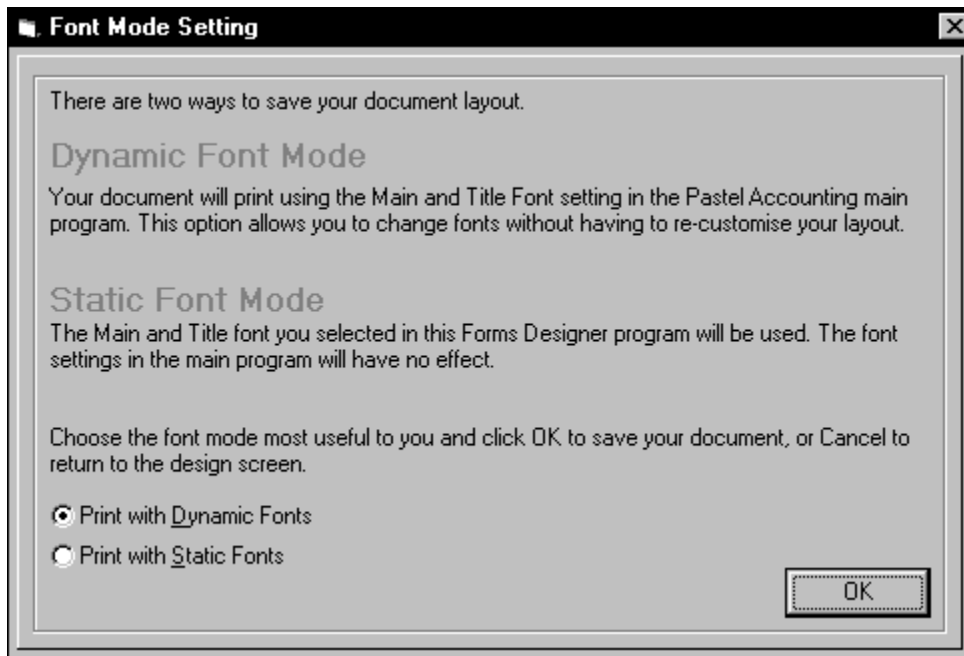 Font Mode Setting
There are two ways to save your document layout.
Dynamic Font Mode
Your document will print using the Main and Title Font setting in the Pastel Accounting main
program. This option allows you to change fonts without having to re-customise your layout.
Static Font Mode
The Main and Title font you selected in this Forms Designer program will be used. The font
settings in the main program will have no effect.
Choose the font mode most useful to you and click OK to save your document, or Cancel to
return to the design screen.
Print with Dynamic Fonts
Print with Static Fonts
OK